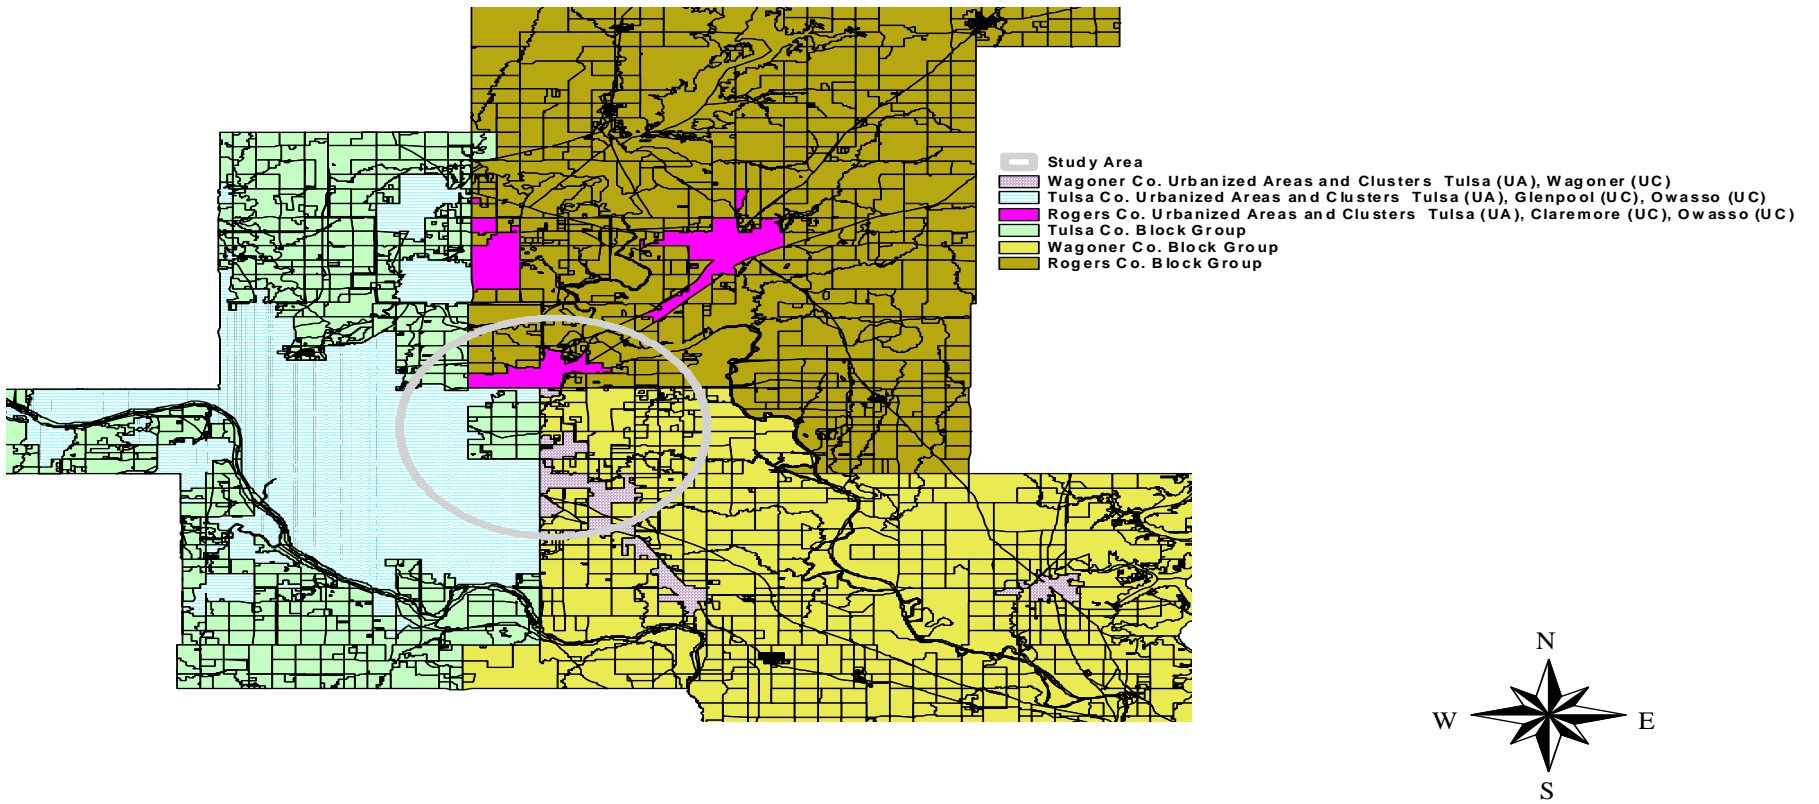 Study Area
Wagoner Co. Urbanized Areas and Clusters Tulsa (UA), Wagoner (UC)
Tulsa Co. Urbanized Areas and Clusters Tulsa (UA), Glenpool (UC), Owasso (UC)
Rogers Co. Urbanized Areas and Clusters Tulsa (UA), Claremore (UC), Owasso (UC)
Tulsa Co. Block Group
Wagoner Co. Block Group
Rogers Co. Block Group
N
W E
S